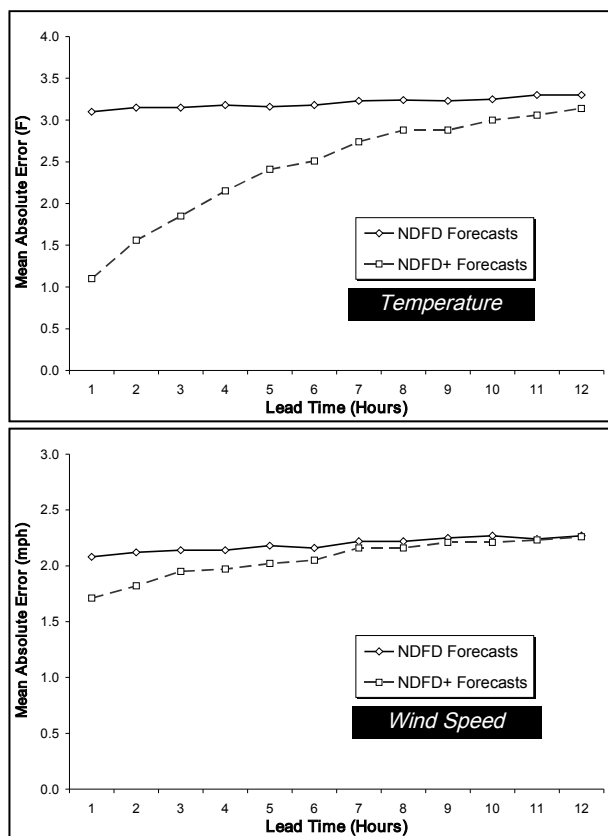 4.0
3.5
3.0
2.5
2.0
1.5
1.0
0.5
0.0
Mean Absolute Error (F)
NDFD Forecasts
NDFD+ Forecasts
Temperature
1 2 3 4 5 6 7 8 9 10 11 12
Lead Time (Hours)
3.0
2.5
2.0
1.5
1.0
0.5
0.0
Mean Absolute Error (mph)
NDFD Forecasts
NDFD+ Forecasts
Wind Speed
1 2 3 4 5 6 7 8 9 10 11 12
Lead Time (Hours)